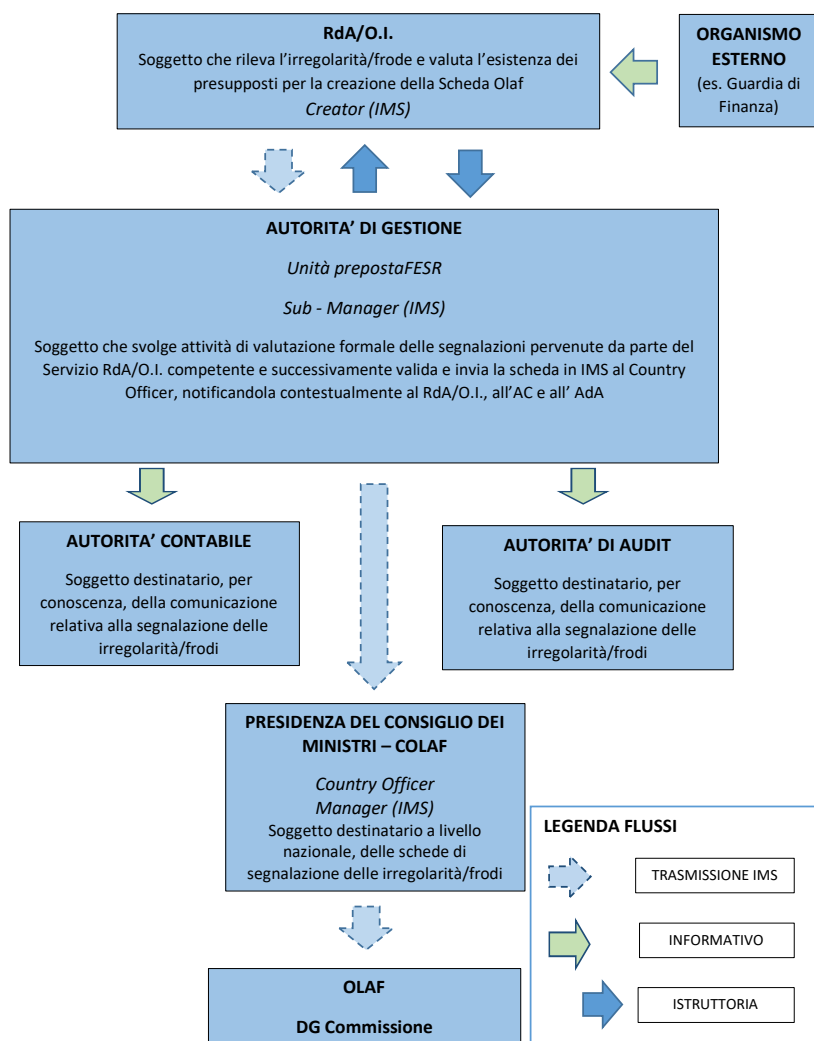 RdA/O.I.
Soggetto che rileva l'irregolarità/frode e valuta l'esistenza dei
presupposti per la creazione della Scheda Olaf
Creator (IMS)
ORGANISMO
ESTERNO
(es. Guardia di
Finanza)
AUTORITA' DI GESTIONE
Unità prepostaFESR
Sub - Manager (IMS)
Soggetto che svolge attività di valutazione formale delle segnalazioni pervenute da parte del
Servizio RdA/O.I. competente e successivamente valida e invia la scheda in IMS al Country
Officer, notificandola contestualmente al RdA/O.I., all'AC e all' AdA
AUTORITA' CONTABILE
Soggetto destinatario, per
conoscenza, della comunicazione
relativa alla segnalazione delle
irregolarità/frodi
AUTORITA' DI AUDIT
Soggetto destinatario, per
conoscenza, della comunicazione
relativa alla segnalazione delle
irregolarità/frodi
PRESIDENZA DEL CONSIGLIO DEI
MINISTRI – COLAF
Country Officer
Manager (IMS)
Soggetto destinatario a livello
nazionale, delle schede di
segnalazione delle irregolarità/frodi
OLAF
DG Commissione
LEGENDA FLUSSI
TRASMISSIONE IMS
INFORMATIVO
ISTRUTTORIA